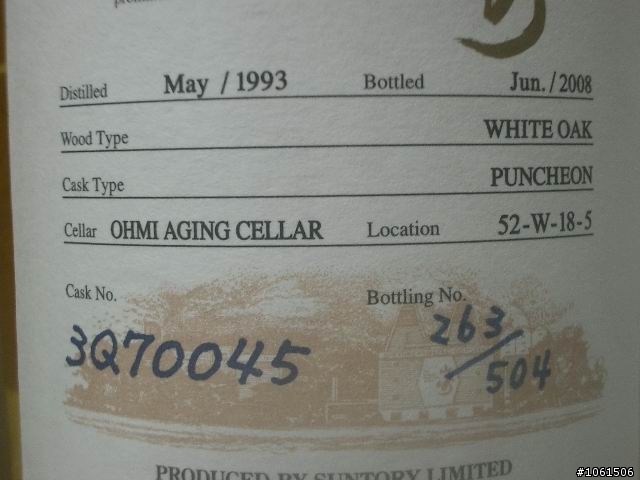 Distilled May / 1993 Bottled Jun. / 2008
Wood Type WHITE OAK
Cask Type PUNCHEON
Cellar OHMI AGING CELLAR Location 52-W-18-5
Cask No. Bottling No.
3Q70045 263/504
PRODUCED BY SUNTORY LIMITED
#1061506